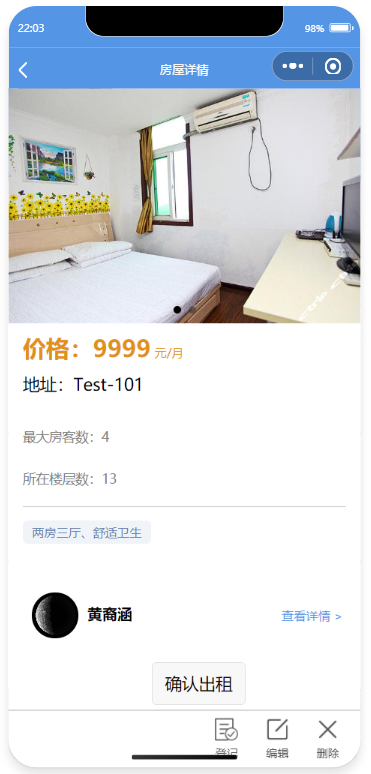 22:03
98%
房屋详情
价格：9999 元/月
地址：Test-101
最大房客数：4
所在楼层数：13
两房三厅、舒适卫生
黄裔涵
查看详情 >
确认出租
登记
编辑
删除